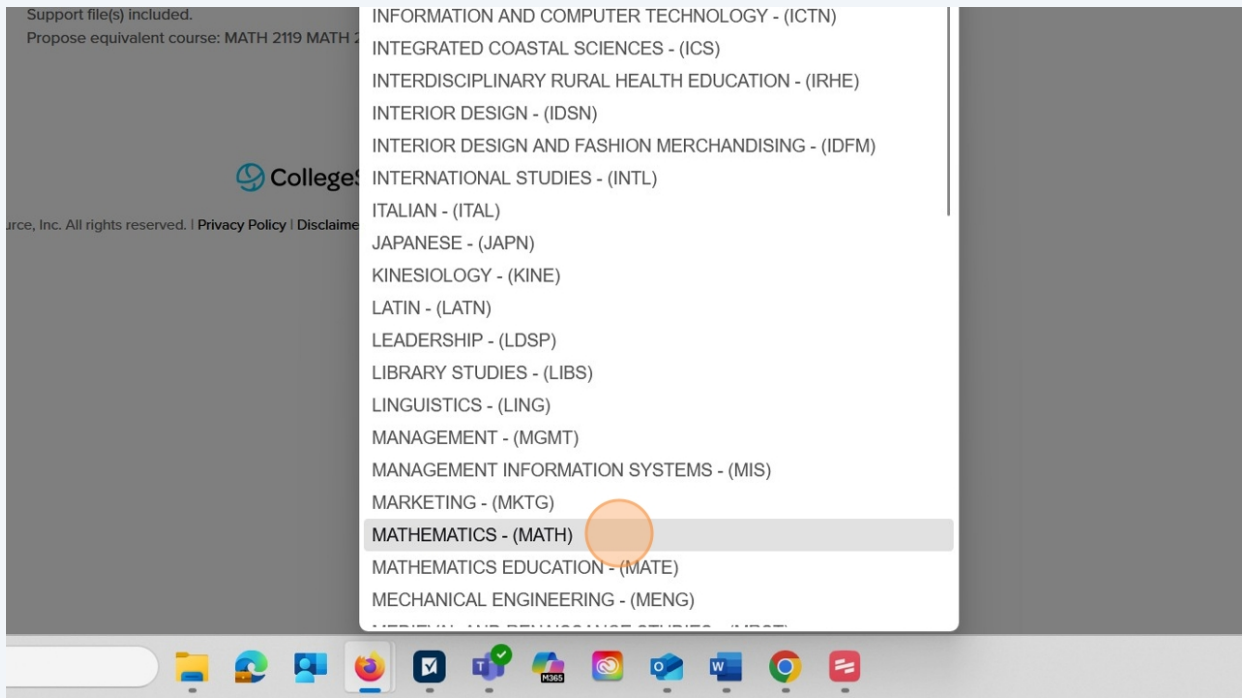 Support file(s) included.
Propose equivalent course: MATH 2119 MATH
CollegeS
urce, Inc. All rights reserved. | Privacy Policy | Disclaime
INFORMATION AND COMPUTER TECHNOLOGY - (ICTN)
INTEGRATED COASTAL SCIENCES - (ICS)
INTERDISCIPLINARY RURAL HEALTH EDUCATION - (IRHE)
INTERIOR DESIGN - (IDSN)
INTERIOR DESIGN AND FASHION MERCHANDISING - (IDFM)
INTERNATIONAL STUDIES - (INTL)
ITALIAN - (ITAL)
JAPANESE - (JAPN)
KINESIOLOGY - (KINE)
LATIN - (LATN)
LEADERSHIP - (LDSP)
LIBRARY STUDIES - (LIBS)
LINGUISTICS - (LING)
MANAGEMENT - (MGMT)
MANAGEMENT INFORMATION SYSTEMS - (MIS)
MARKETING - (MKTG)
MATHEMATICS - (MATH)
MATHEMATICS EDUCATION - (MATE)
MECHANICAL ENGINEERING - (MENG)
M365